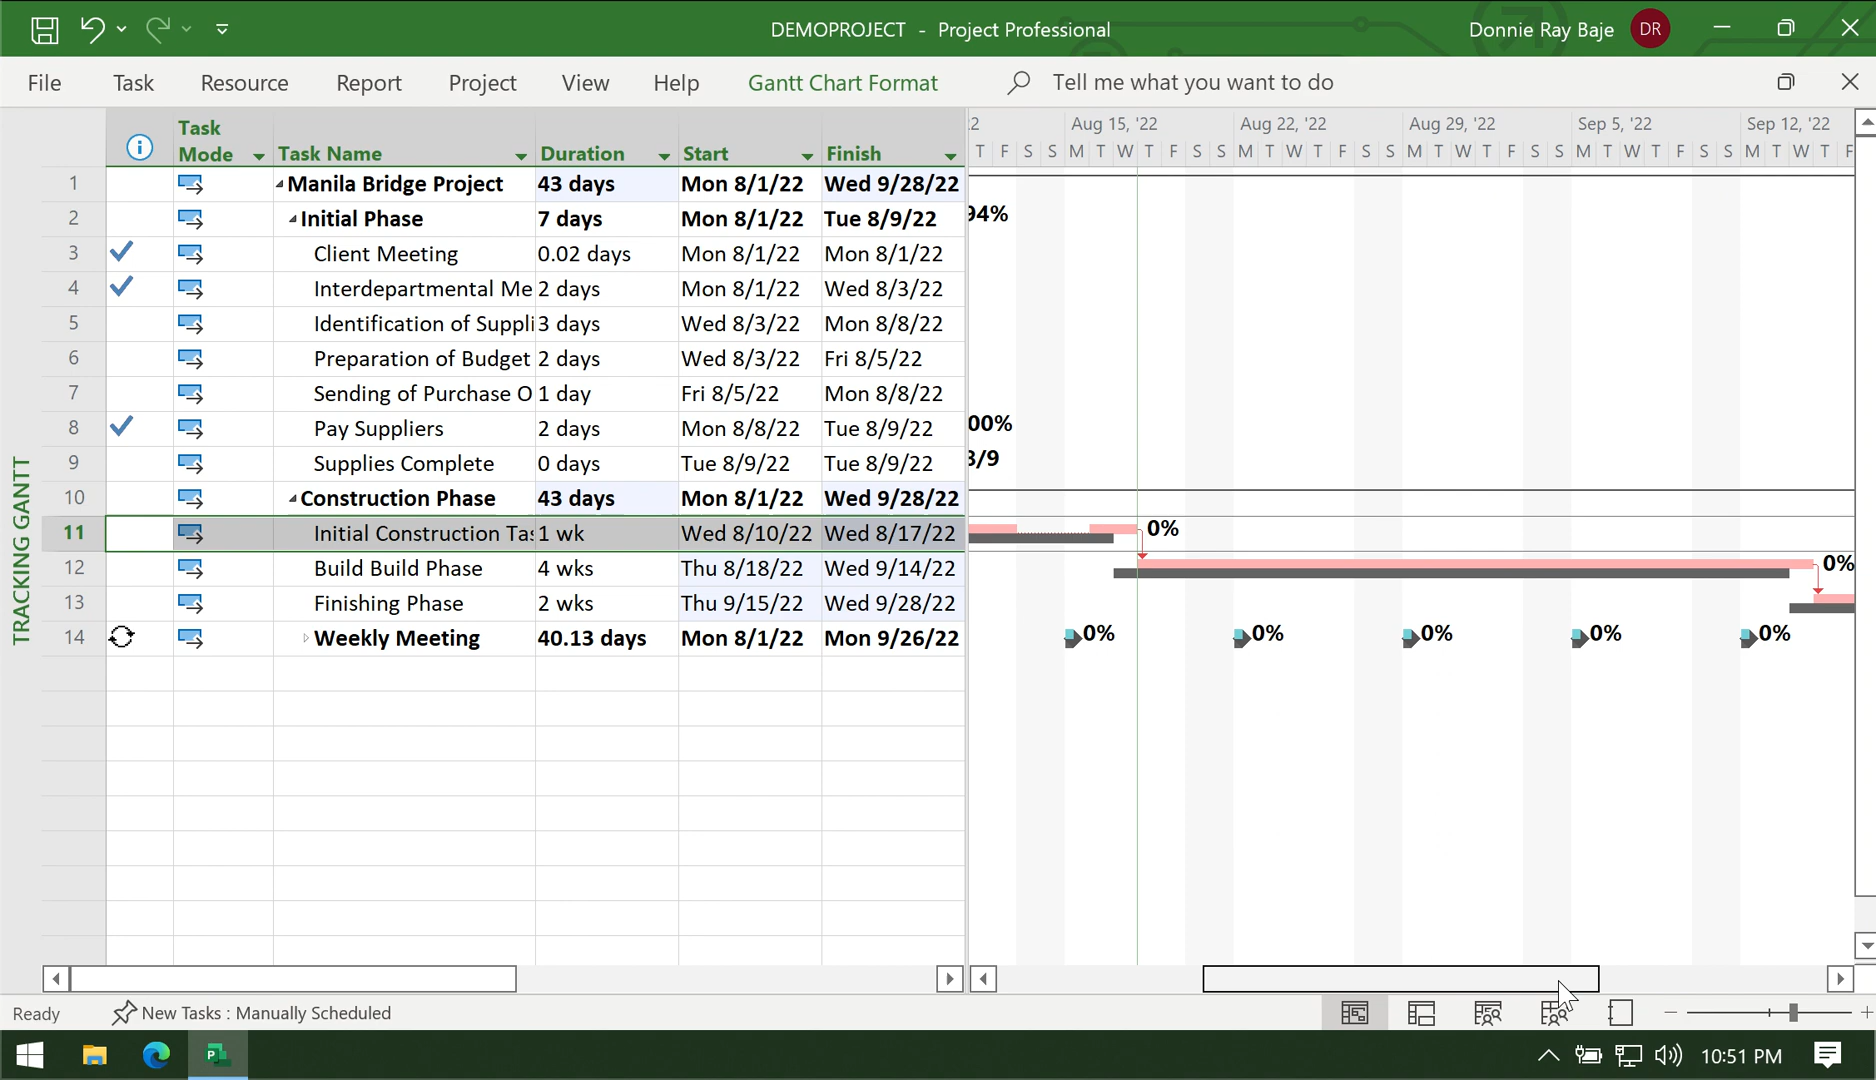 DEMOPROJECT - Project Professional
Donnie Ray Baje DR
File Task Resource Report Project View Help Gantt Chart Format Tell me what you want to do
Task Mode Task Name Duration Start Finish
1 Manila Bridge Project 43 days Mon 8/1/22 Wed 9/28/22
2 Initial Phase 7 days Mon 8/1/22 Tue 8/9/22
3 Client Meeting 0.02 days Mon 8/1/22 Mon 8/1/22
4 Interdepartmental Me 2 days Mon 8/1/22 Wed 8/3/22
5 Identification of Suppli 3 days Wed 8/3/22 Mon 8/8/22
6 Preparation of Budget 2 days Wed 8/3/22 Fri 8/5/22
7 Sending of Purchase O 1 day Fri 8/5/22 Mon 8/8/22
8 Pay Suppliers 2 days Mon 8/8/22 Tue 8/9/22
9 Supplies Complete 0 days Tue 8/9/22 Tue 8/9/22
10 Construction Phase 43 days Mon 8/1/22 Wed 9/28/22
11 Initial Construction Tas 1 wk Wed 8/10/22 Wed 8/17/22
12 Build Build Phase 4 wks Thu 8/18/22 Wed 9/14/22
13 Finishing Phase 2 wks Thu 9/15/22 Wed 9/28/22
14 Weekly Meeting 40.13 days Mon 8/1/22 Mon 9/26/22
2 Aug 15, '22 Aug 22, '22 Aug 29, '22 Sep 5, '22 Sep 12, '22
T F S S M T W T F S S M T W T F S S M T W T F S S M T W T F S S M T W T F
94%
00%
8/9
0%
0%
0% 0% 0% 0% 0%
TRACKING GANTT
Ready New Tasks : Manually Scheduled
10:51 PM